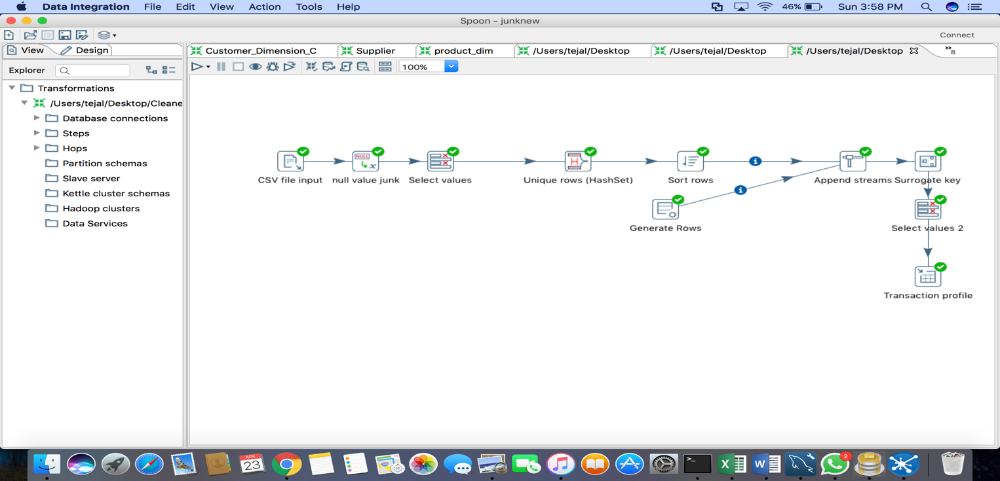 Data Integration File Edit View Action Tools Help 46% Sun 3:58 PM
Spoon - junknew
Connect
View Design
Customer_Dimension_C Supplier product_dim /Users/tejal/Desktop /Users/tejal/Desktop /Users/tejal/Desktop »8
Explorer
100%
Transformations
/Users/tejal/Desktop/Cleane
Database connections
Steps
Hops
Partition schemas
Slave server
Kettle cluster schemas
Hadoop clusters
Data Services
NULL
H
CSV file input null value junk Select values Unique rows (HashSet) Sort rows Append streams Surrogate key
Generate Rows Select values 2
Transaction profile
APR
23
2